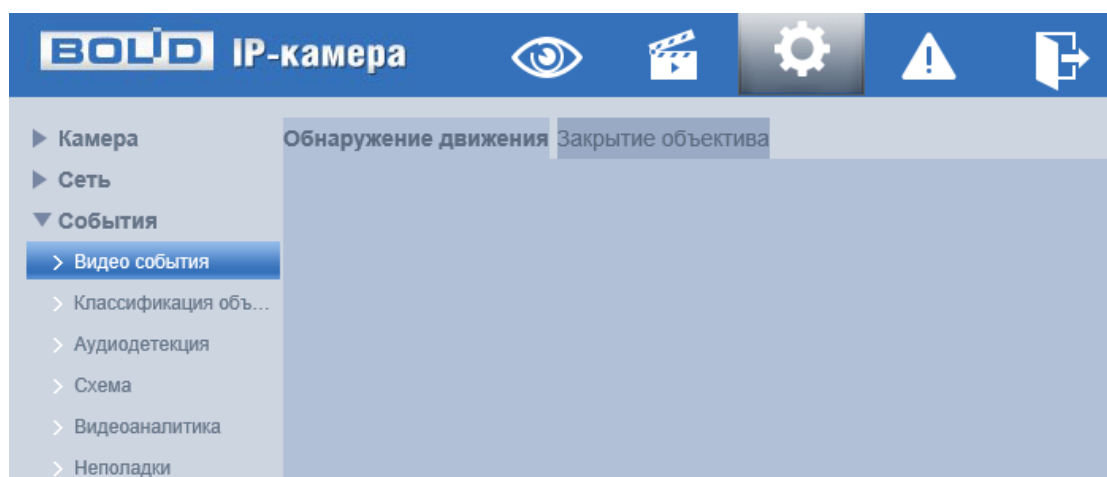 BOLID IP-камера
Камера
Обнаружение движения Закрытие объектива
Сеть
События
Видео события
Классификация объ...
Аудиодетекция
Схема
Видеоаналитика
Неполадки